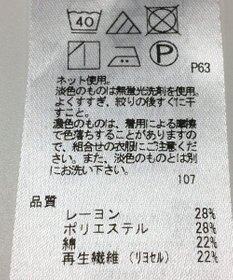 40
P
P63
ネット使用。
淡色のものは無蛍光洗剤を使用。
よくすすぎ、絞りの後すぐに干
すこと。
濃色のものは、着用による摩擦
で色落ちすることがありますの
で、組合せの衣服にご注意くだ
さい。また、淡色のものとは別
にお洗い下さい。
107
品質
レーヨン 28%
ポリエステル 28%
綿 22%
再生繊維 (リヨセル) 22%